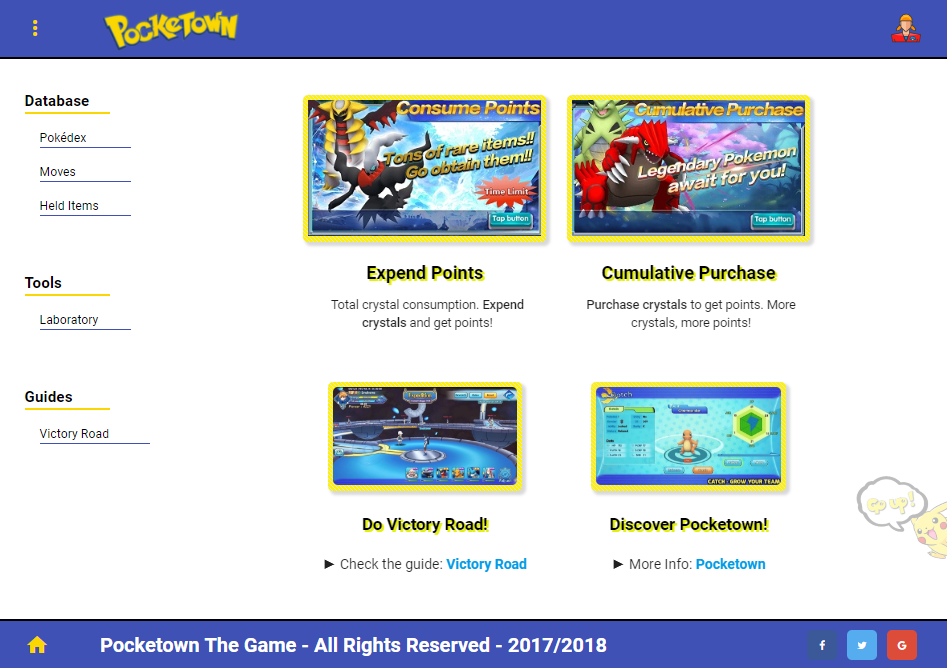 PocKeTowN
Database
Pokédex
Moves
Held Items
Tools
Laboratory
Guides
Victory Road
Consume Points
Tons of rare items!!
Go obtain them!!
Time Limit
Tap button
Expend Points
Total crystal consumption. Expend
crystals and get points!
Cumulative Purchase
Legendary Pokemon
await for you!
Tap button
Cumulative Purchase
Purchase crystals to get points. More
crystals, more points!
Do Victory Road!
► Check the guide: Victory Road
Catch
CATCH - GROW YOUR TEAM
Discover Pocketown!
► More Info: Pocketown
Go up!
Pocketown The Game - All Rights Reserved - 2017/2018
f
G